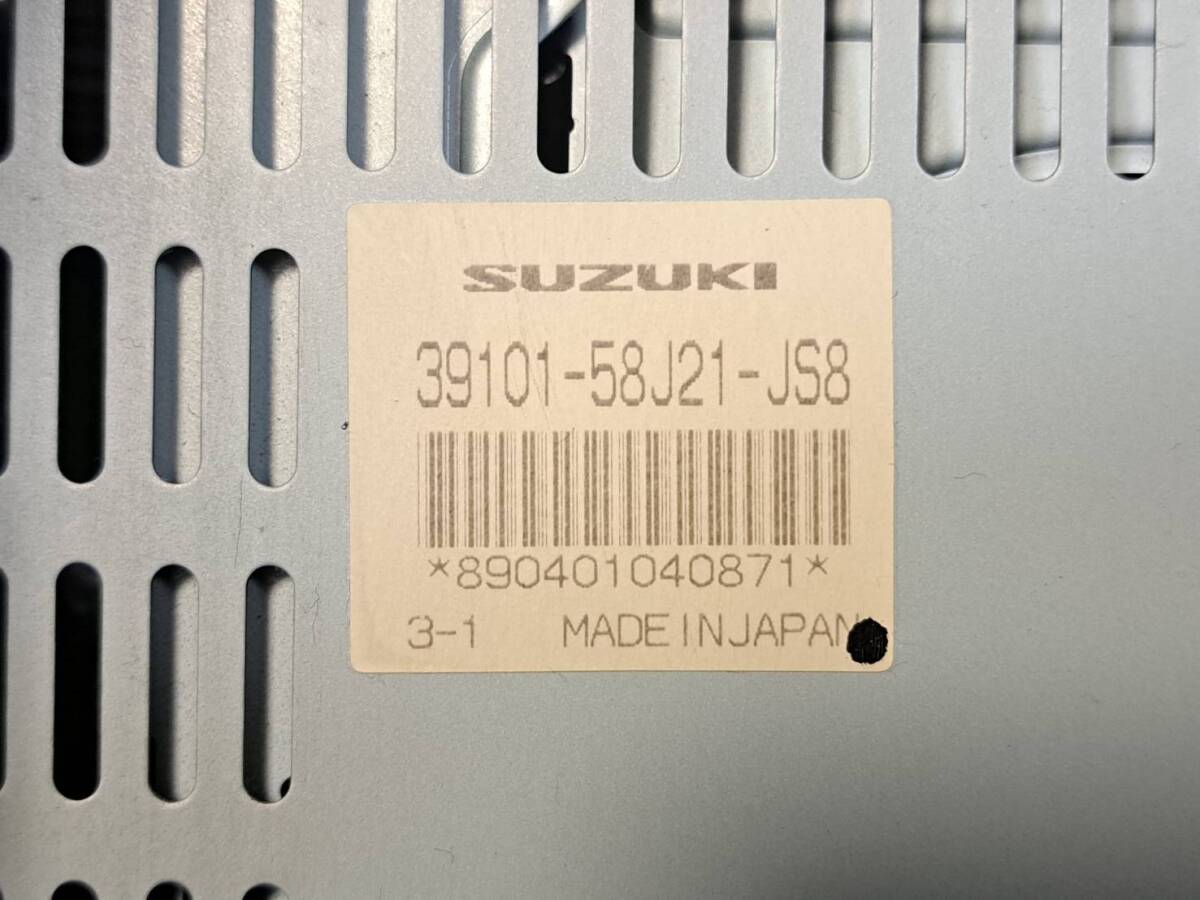 SUZUKI
39101-58J21-JS8
*890401040871*
3-1 MADE IN JAPAN